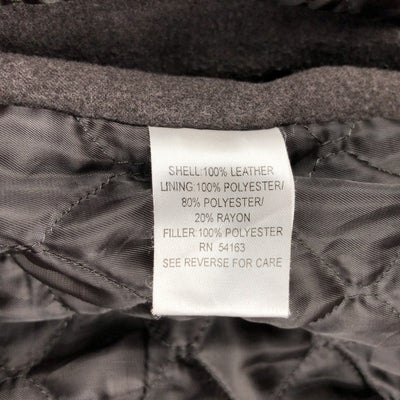 SHELL:100% LEATHER
LINING 100% POLYESTER/
80% POLYESTER/
20% RAYON
FILLER:100% POLYESTER
RN 54163
SEE REVERSE FOR CARE